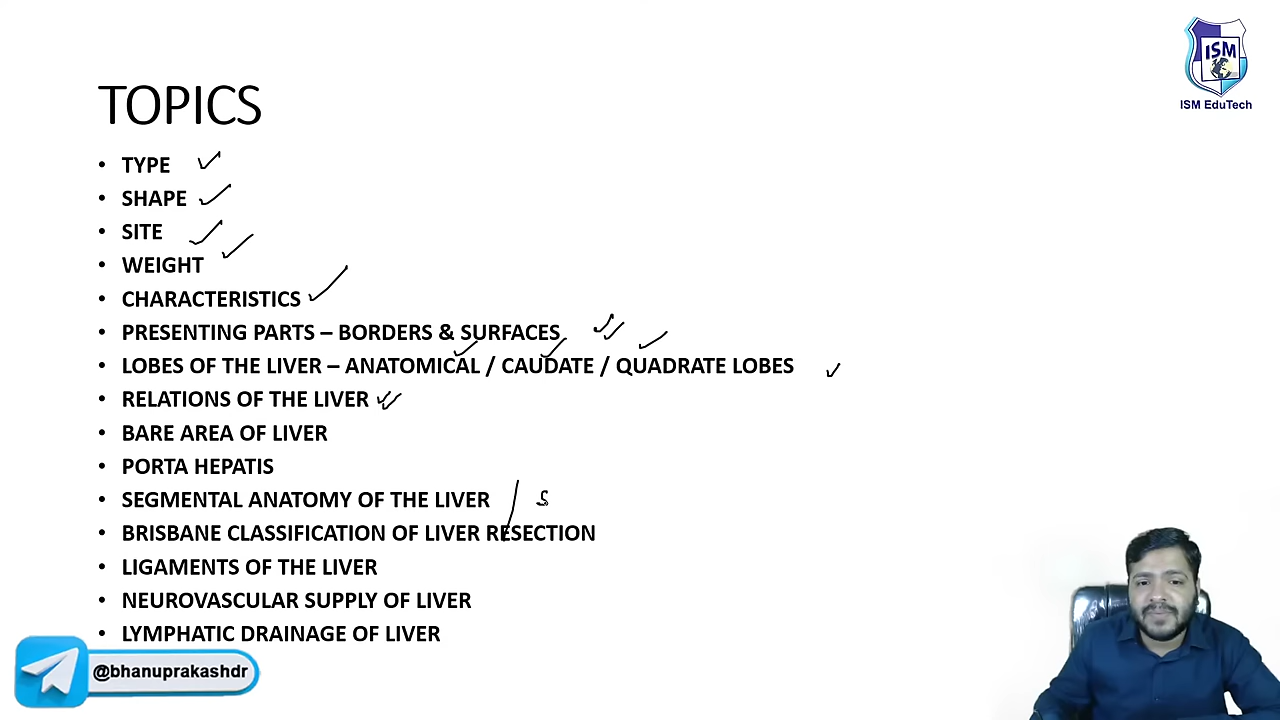 ISM
ISM EduTech
TOPICS
• TYPE
• SHAPE
• SITE
• WEIGHT
• CHARACTERISTICS
• PRESENTING PARTS – BORDERS & SURFACES
• LOBES OF THE LIVER – ANATOMICAL / CAUDATE / QUADRATE LOBES
• RELATIONS OF THE LIVER
• BARE AREA OF LIVER
• PORTA HEPATIS
• SEGMENTAL ANATOMY OF THE LIVER
• BRISBANE CLASSIFICATION OF LIVER RESECTION
• LIGAMENTS OF THE LIVER
• NEUROVASCULAR SUPPLY OF LIVER
• LYMPHATIC DRAINAGE OF LIVER
@bhanuprakashdr